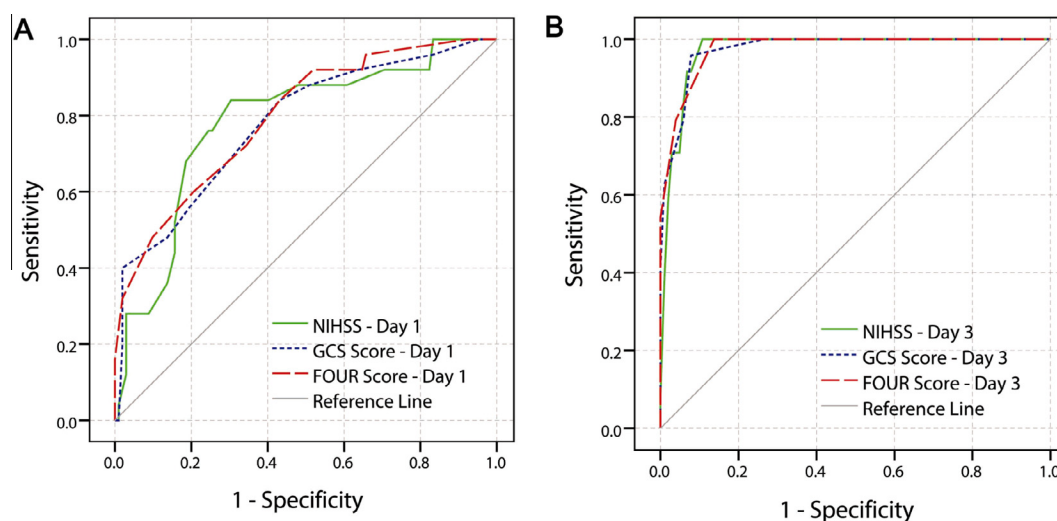 A
Sensitivity
1.0
0.8
0.6
0.4
0.2
0.0
NIHSS - Day 1
GCS Score - Day 1
FOUR Score - Day 1
Reference Line
0.0 0.2 0.4 0.6 0.8 1.0
1 - Specificity
B
Sensitivity
1.0
0.8
0.6
0.4
0.2
0.0
NIHSS - Day 3
GCS Score - Day 3
FOUR Score - Day 3
Reference Line
0.0 0.2 0.4 0.6 0.8 1.0
1 - Specificity